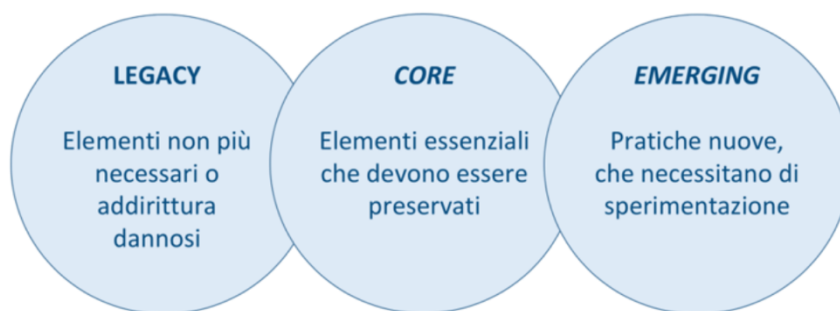 LEGACY
Elementi non più
necessari o
addirittura
dannosi
CORE
Elementi essenziali
che devono essere
preservati
EMERGING
Pratiche nuove,
che necessitano di
sperimentazione